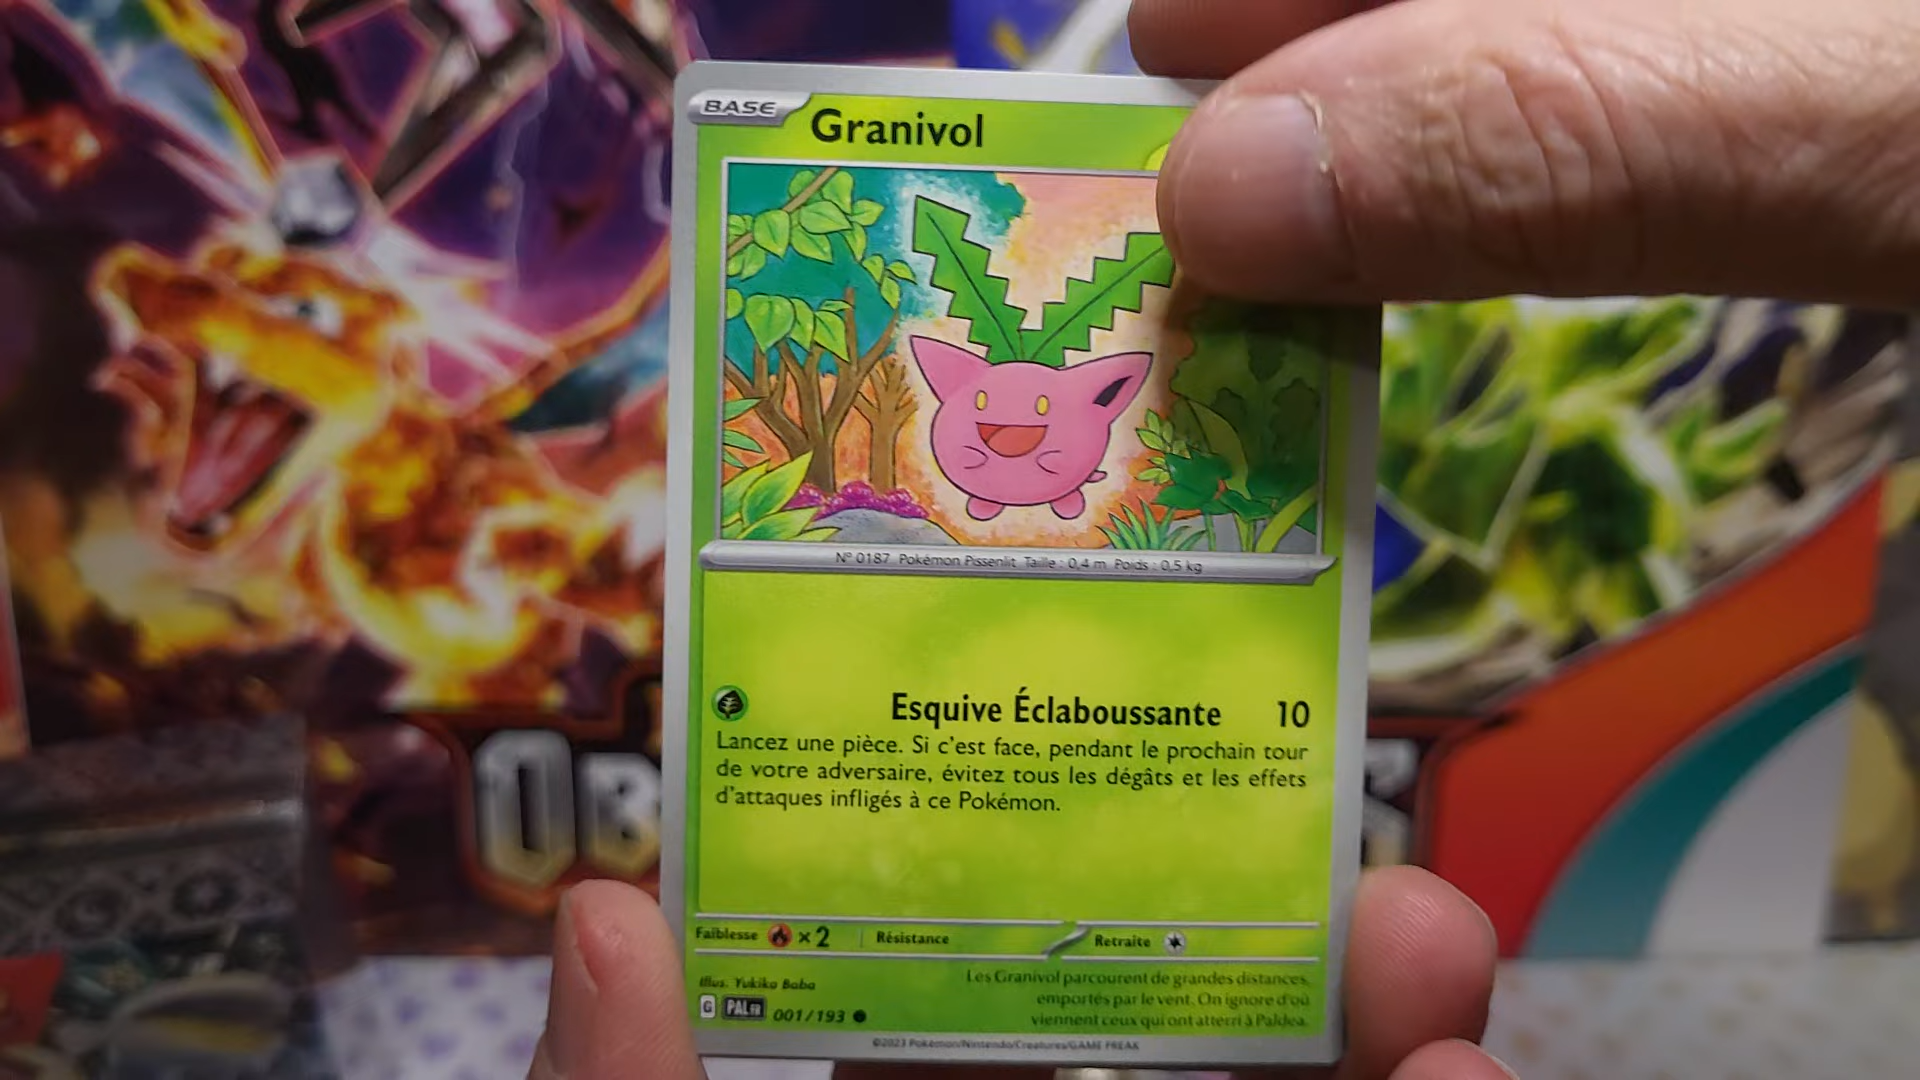 BASE
Granivol
N° 0187 Pokémon Pissenlit Taille : 0,4 m Poids : 0,5 kg
Esquive Éclaboussante 10
Lancez une pièce. Si c'est face, pendant le prochain tour
de votre adversaire, évitez tous les dégâts et les effets
d'attaques infligés à ce Pokémon.
Faiblesse ×2 Résistance Retraite
Illus. Yukiko Baba
Les Granivol parcourent de grandes distances,
emportés par le vent. On ignore d'où
viennent ceux qui ont atterri à Paldea.
G PAL FR 001/193
©2023 Pokémon/Nintendo/Creatures/GAME FREAK
OB